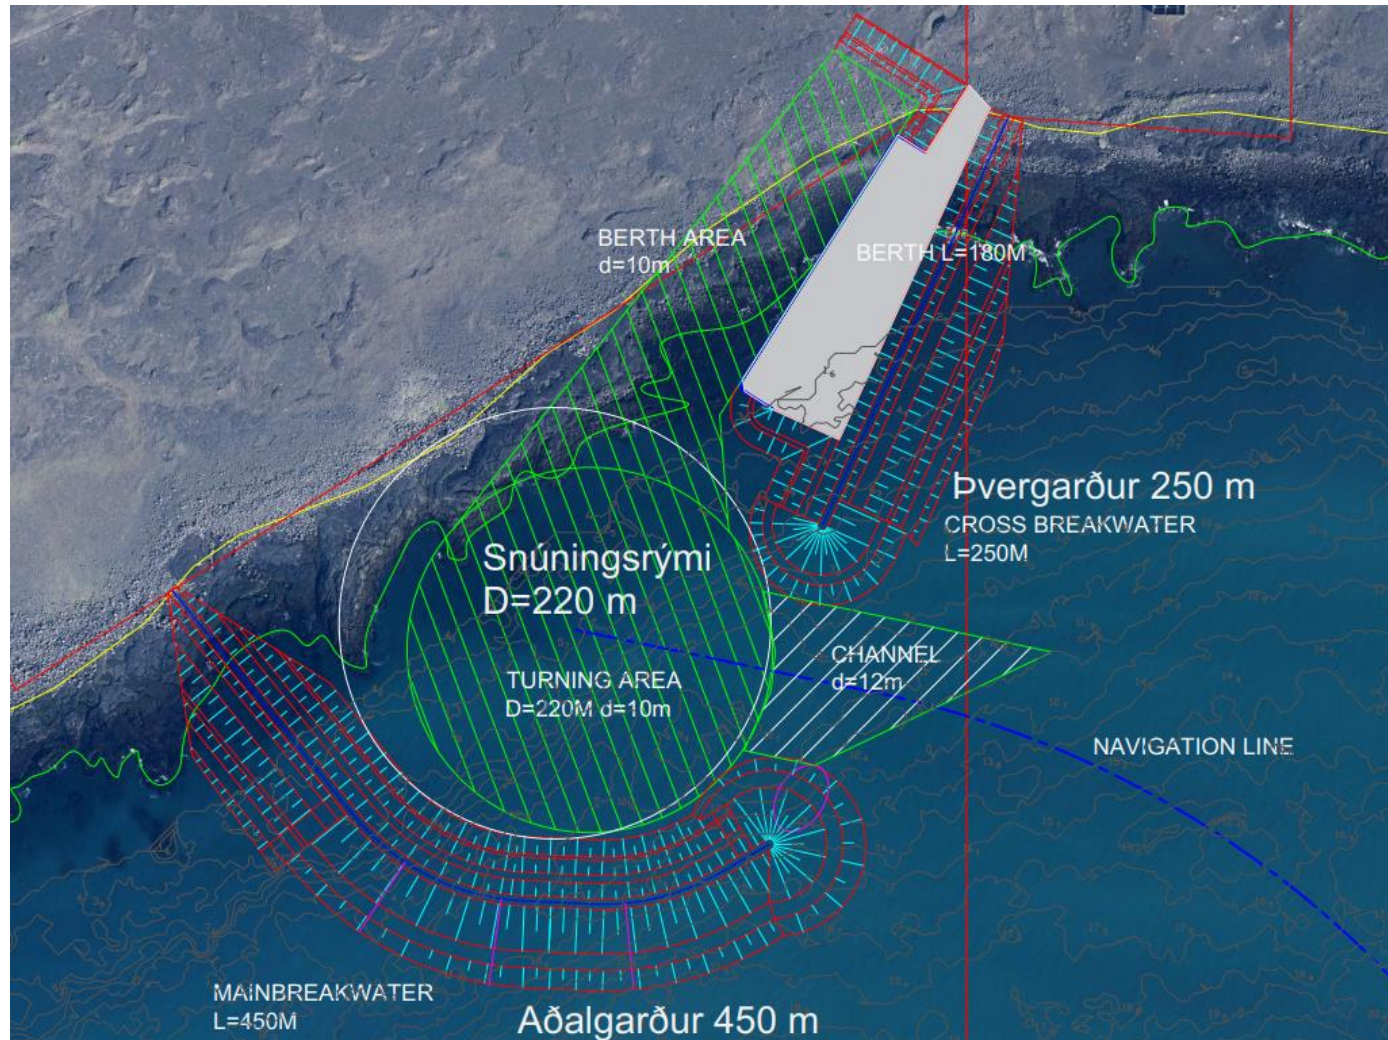 BERTH AREA
d=10m
BERTH L=180M
Þvergarður 250 m
CROSS BREAKWATER
L=250M
Snúningsrými
D=220 m
TURNING AREA
D=220M d=10m
CHANNEL
d=12m
NAVIGATION LINE
MAINBREAKWATER
L=450M
Aðalgarður 450 m